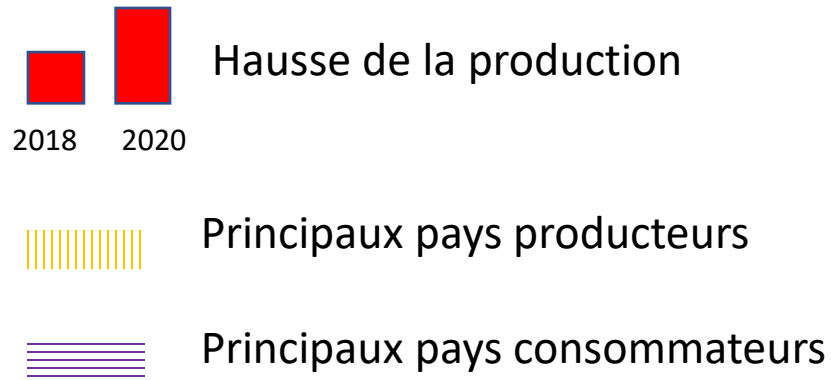 Hausse de la production
2018 2020
Principaux pays producteurs
Principaux pays consommateurs